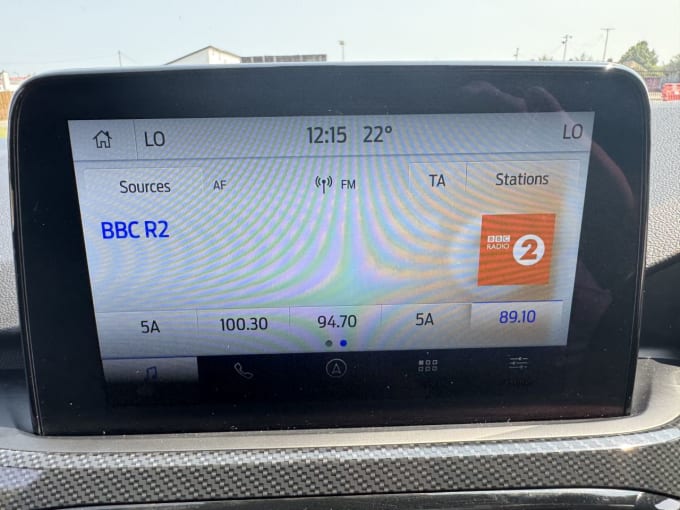 LO 12:15 22° LO
Sources AF FM TA Stations
BBC R2
BBC
RADIO 2
5A 100.30 94.70 5A 89.10
A